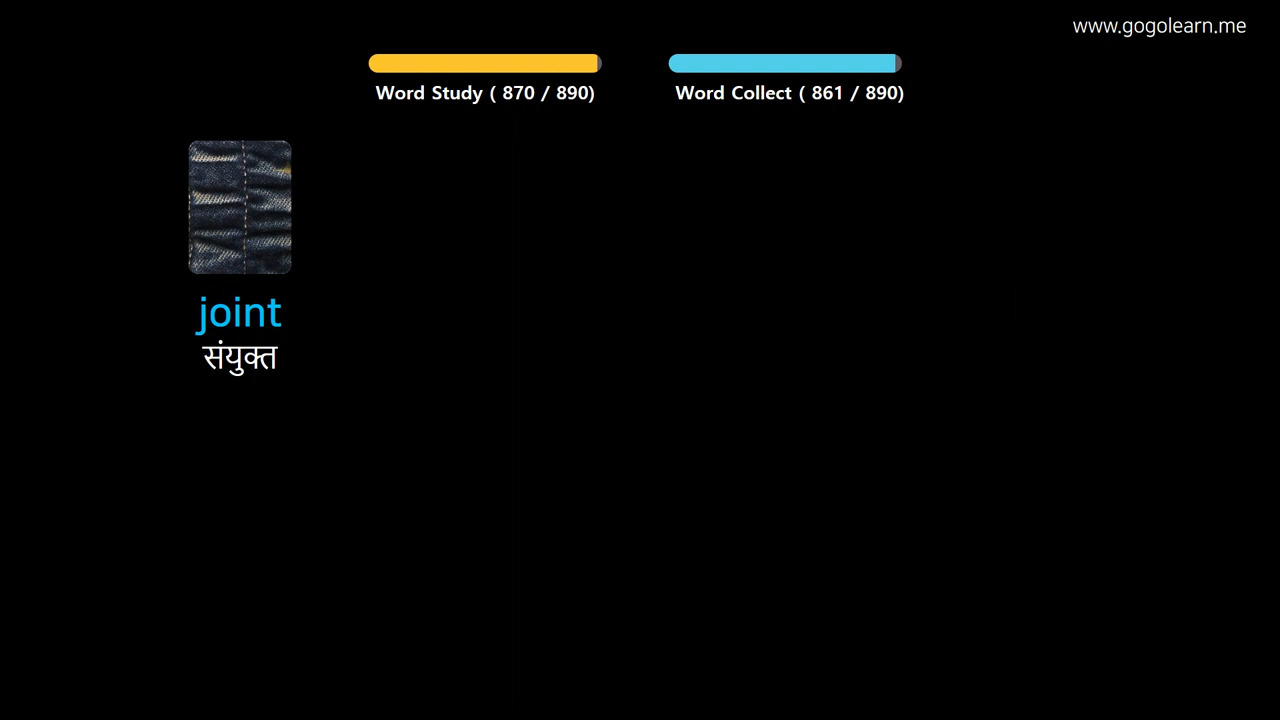 www.gogolearn.me
Word Study ( 870 / 890)
Word Collect ( 861 / 890)
joint
संयुक्त